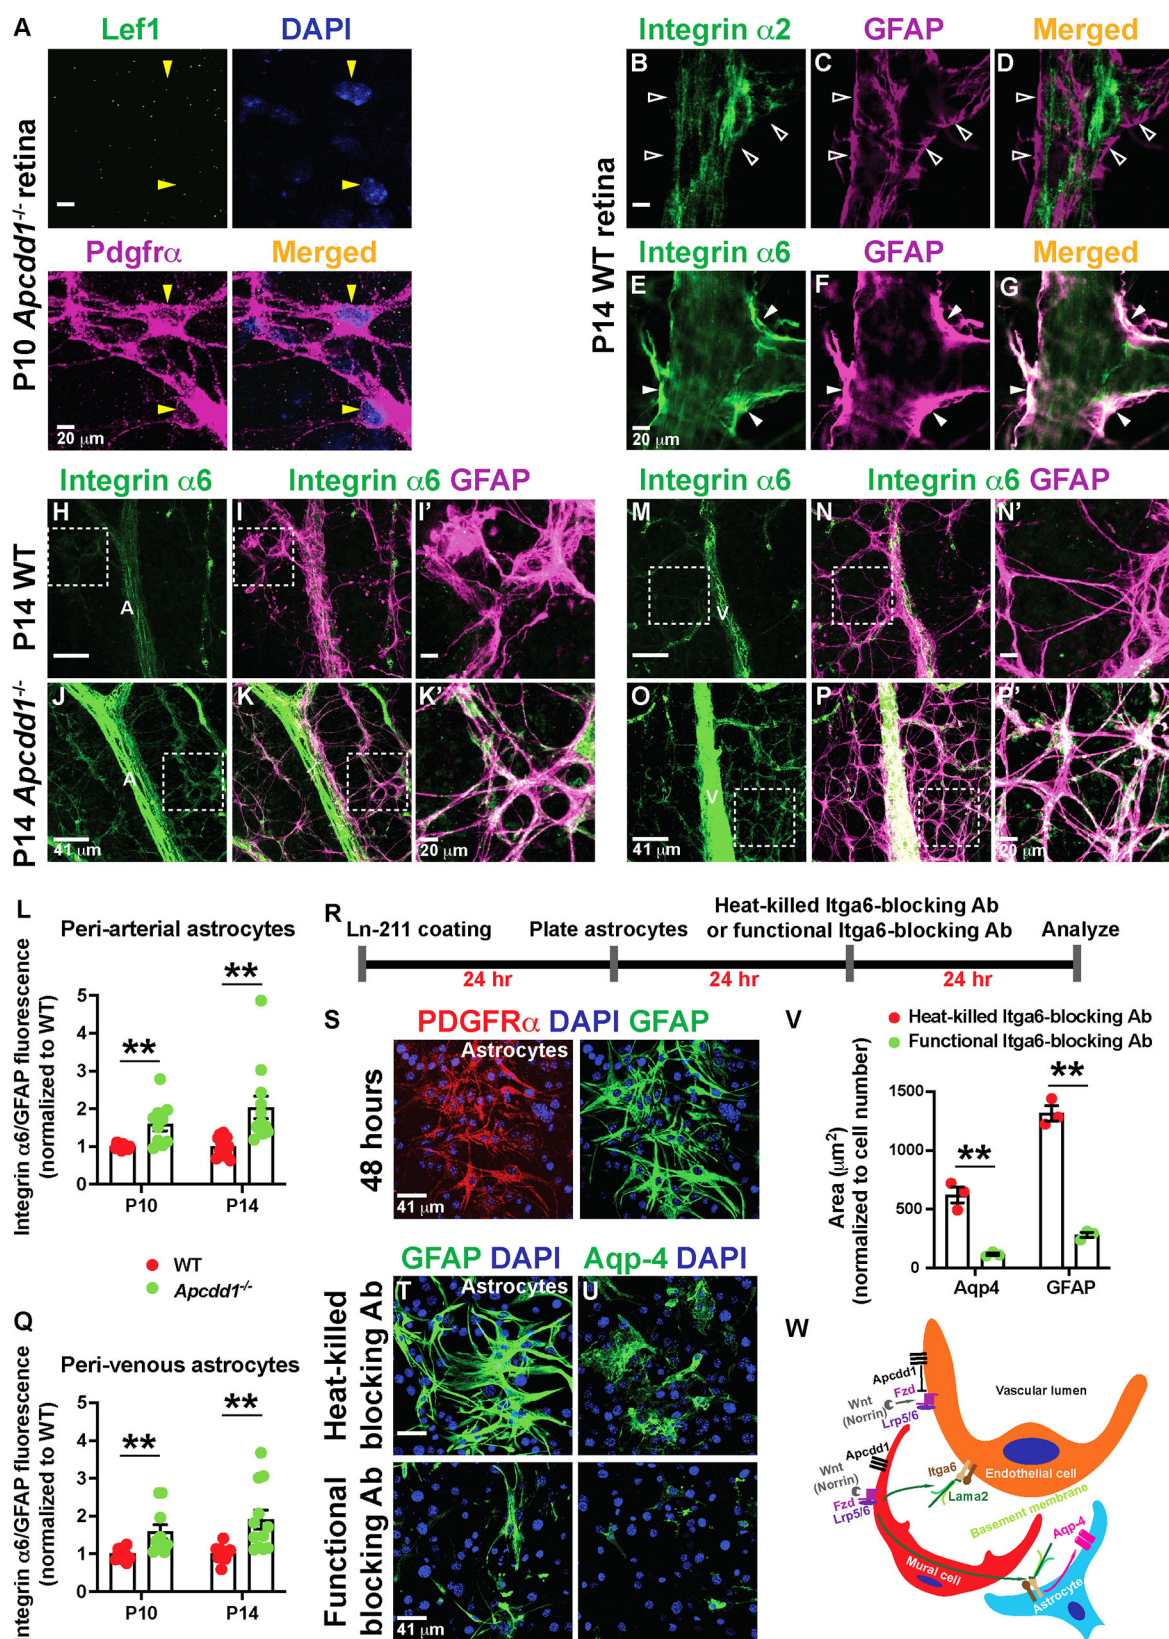 A
Lef1
DAPI
P10 Apcdd1-/- retina
Pdgfrα
Merged
20 μm
Integrin α2
GFAP
Merged
P14 WT retina
B
C
D
Integrin α6
GFAP
Merged
E
F
G
20 μm
Integrin α6
Integrin α6 GFAP
Integrin α6
Integrin α6 GFAP
P14 WT
H
A
I
I'
M
V
N
N'
P14 Apcdd1-/-
J
A
41 μm
K
K'
20 μm
O
V
41 μm
P
P'
20
L
Peri-arterial astrocytes
Integrin α6/GFAP fluorescence
(normalized to WT)
5
4
3
2
1
0
**
**
P10
P14
WT
Apcdd1-/-
Q
Peri-venous astrocytes
Integrin α6/GFAP fluorescence
(normalized to WT)
5
4
3
2
1
0
**
**
P10
P14
R
Ln-211 coating
Plate astrocytes
Heat-killed Itga6-blocking Ab
or functional Itga6-blocking Ab
Analyze
24 hr
24 hr
24 hr
S
PDGFRα DAPI GFAP
Astrocytes
48 hours
41 μm
GFAP DAPI
Aqp-4 DAPI
T
Astrocytes
U
Heat-killed
blocking Ab
Functional
blocking Ab
41 μm
V
Heat-killed Itga6-blocking Ab
Functional Itga6-blocking Ab
Area (μm²)
(normalized to cell number)
1500
1000
500
0
**
**
Aqp4
GFAP
W
Apcdd1
Fzd
Wnt
(Norrin)
Lrp5/6
Vascular lumen
Apcdd1
Wnt
(Norrin)
Fzd
Lrp5/6
Itga6
Endothelial cell
Lama2
Basement membrane
Aqp-4
Mural cell
Astrocyte